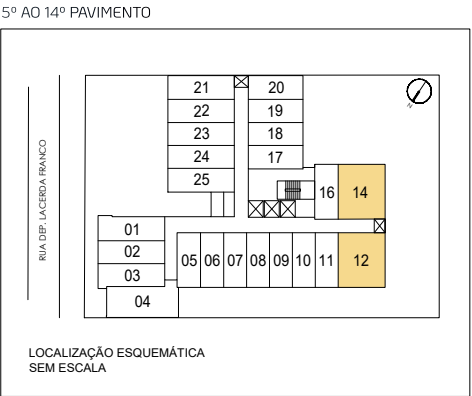 5º AO 14º PAVIMENTO
21 20
22 19
23 18
24 17
25
16 14
N
RUA DEP. LACERDA FRANCO
01
02
03
04
05 06 07 08 09 10 11 12
LOCALIZAÇÃO ESQUEMÁTICA
SEM ESCALA